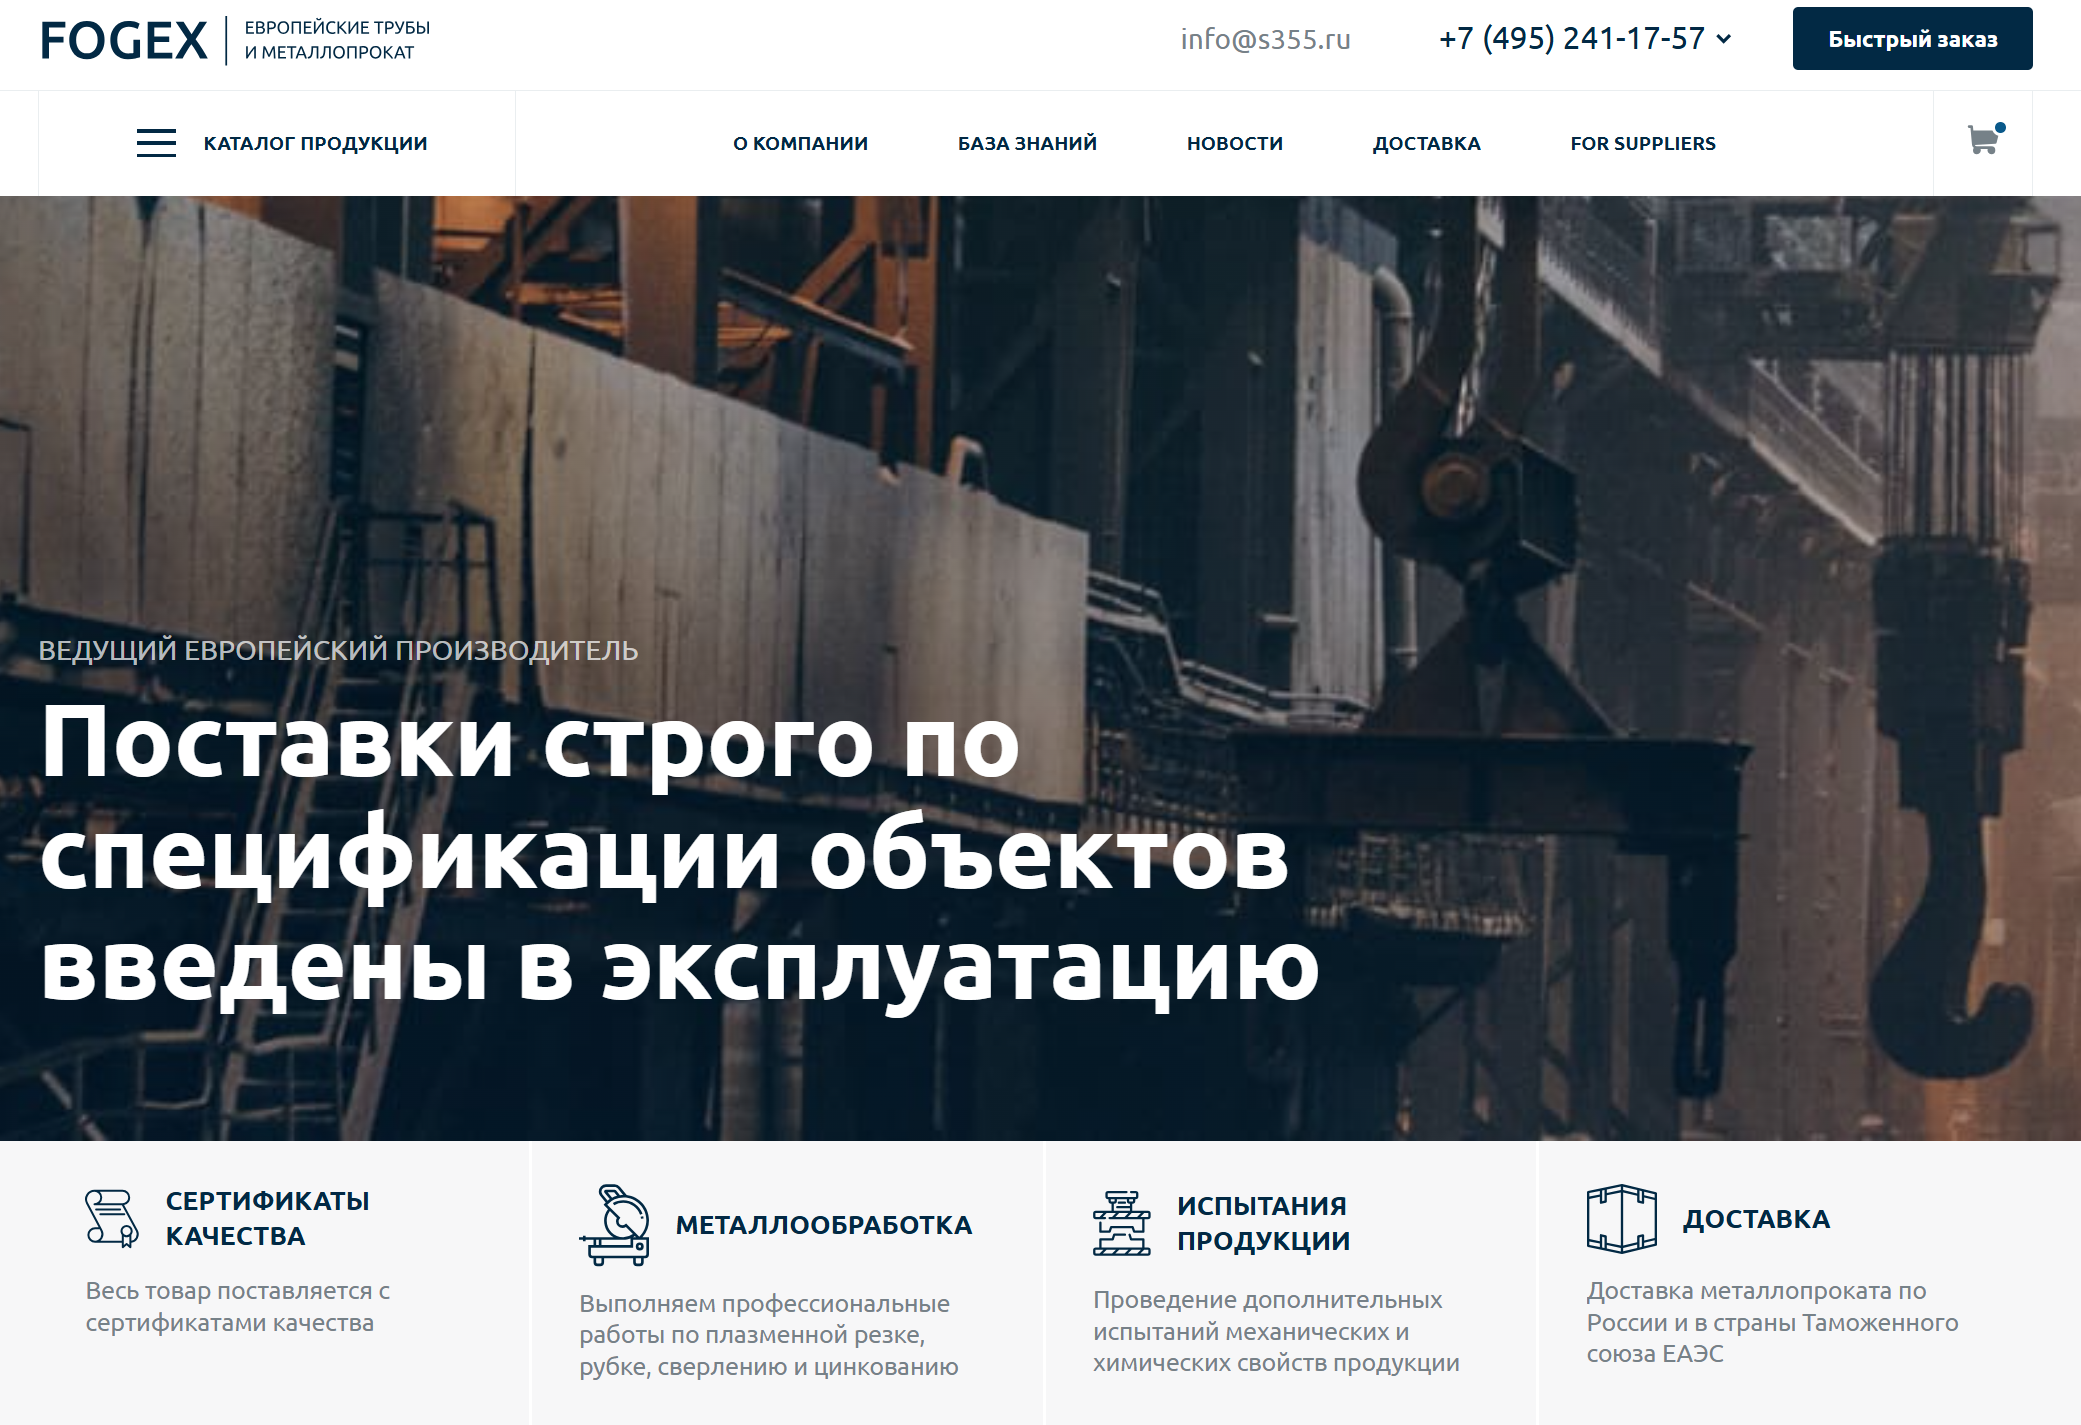 FOGEX
ЕВРОПЕЙСКИЕ ТРУБЫ
И МЕТАЛЛОПРОКАТ
info@s355.ru
+7 (495) 241-17-57
Быстрый заказ
КАТАЛОГ ПРОДУКЦИИ
О КОМПАНИИ
БАЗА ЗНАНИЙ
НОВОСТИ
ДОСТАВКА
FOR SUPPLIERS
ВЕДУЩИЙ ЕВРОПЕЙСКИЙ ПРОИЗВОДИТЕЛЬ
Поставки строго по
спецификации объектов
введены в эксплуатацию
СЕРТИФИКАТЫ
КАЧЕСТВА
Весь товар поставляется с
сертификатами качества
МЕТАЛЛООБРАБОТКА
Выполняем профессиональные
работы по плазменной резке,
рубке, сверлению и цинкованию
ИСПЫТАНИЯ
ПРОДУКЦИИ
Проведение дополнительных
испытаний механических и
химических свойств продукции
ДОСТАВКА
Доставка металлопроката по
России и в страны Таможенного
союза ЕАЭС